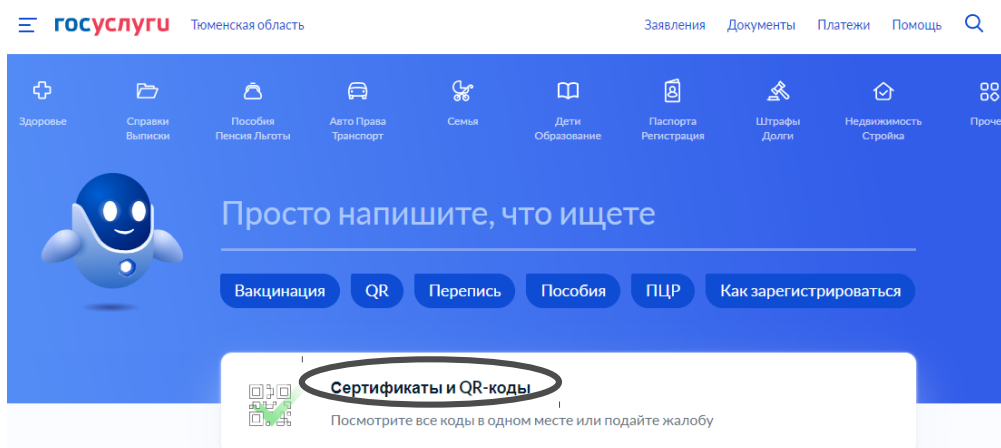 госуслуги Тюменская область Заявления Документы Платежи Помощь
Здоровье
Справки
Выписки
Пособия
Пенсия Льготы
Авто Права
Транспорт
Семья
Дети
Образование
Паспорта
Регистрация
Штрафы
Долги
Недвижимость
Стройка
Проче
Просто напишите, что ищете
Вакцинация QR Перепись Пособия ПЦР Как зарегистрироваться
Сертификаты и QR-коды
Посмотрите все коды в одном месте или подайте жалобу